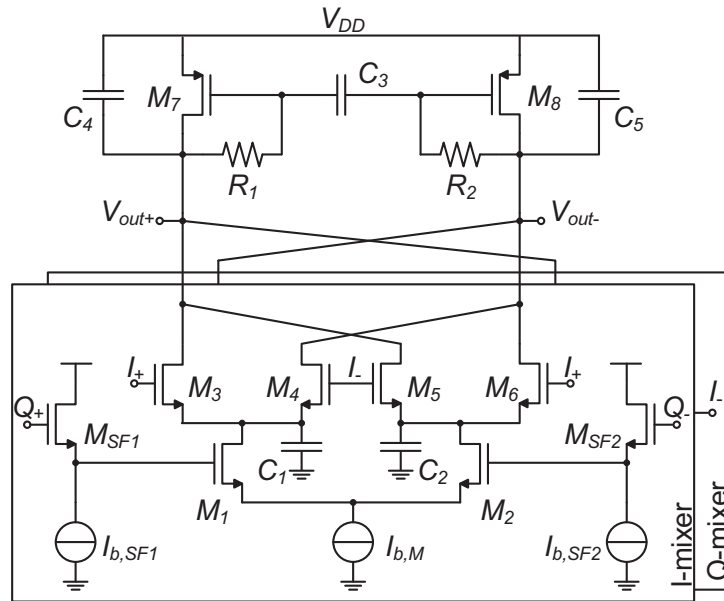 V_DD
C_4
M_7
C_3
M_8
C_5
R_1
R_2
V_out+
V_out-
I_+
M_3
M_4
I_-
M_5
M_6
I_+
Q_+
M_SF1
C_1
C_2
M_SF2
Q_-
I_-
M_1
M_2
I_b,SF1
I_b,M
I_b,SF2
I-mixer
Q-mixer